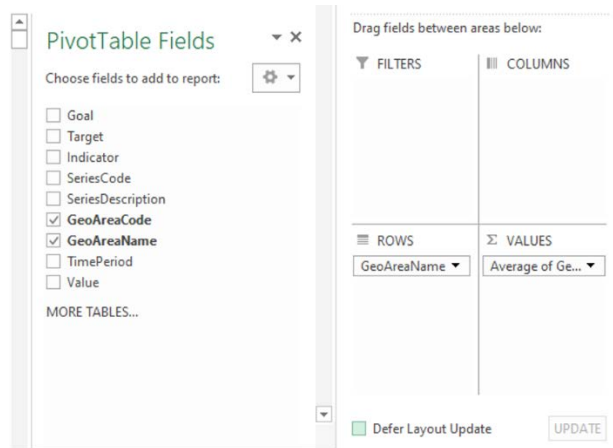 PivotTable Fields
Choose fields to add to report:
Goal
Target
Indicator
SeriesCode
SeriesDescription
GeoAreaCode
GeoAreaName
TimePeriod
Value
MORE TABLES...
Drag fields between areas below:
FILTERS
COLUMNS
ROWS
Σ VALUES
GeoAreaName
Average of Ge...
Defer Layout Update
UPDATE